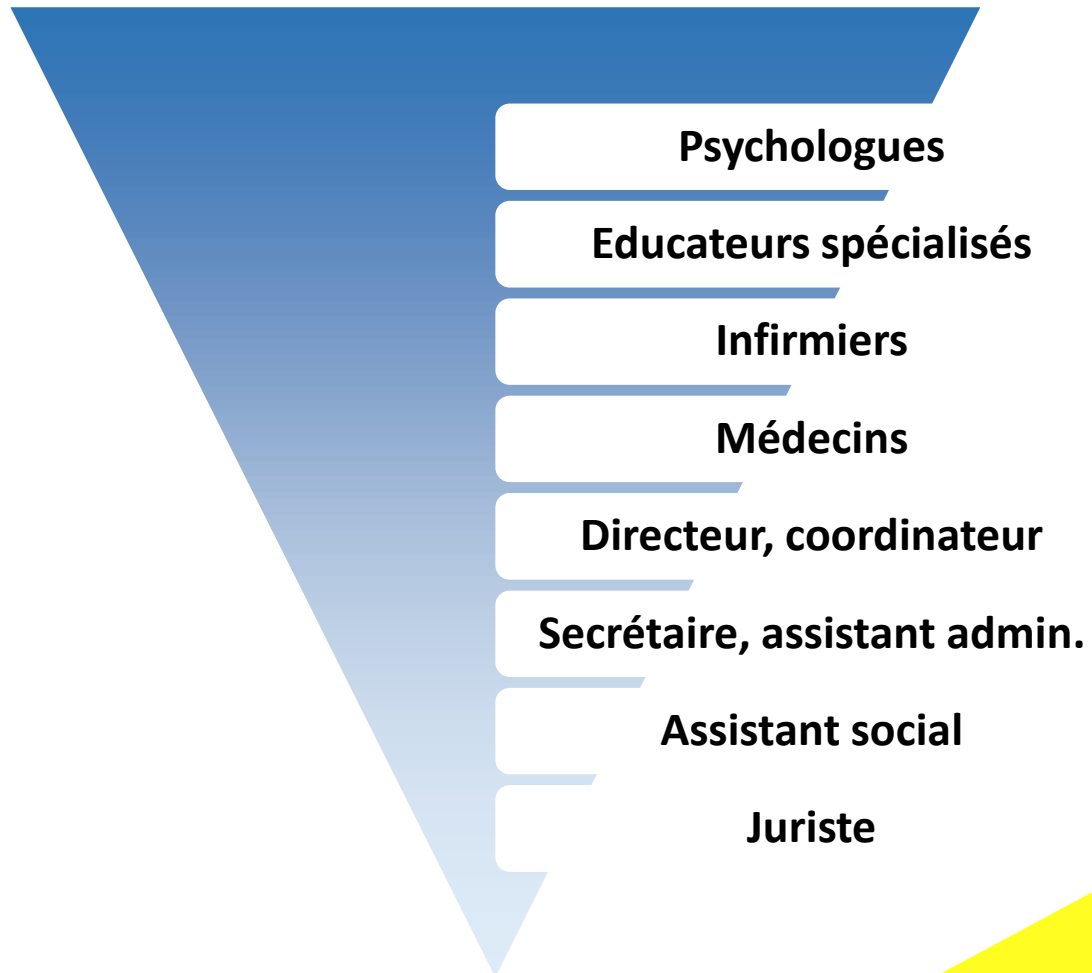 Psychologues
Educateurs spécialisés
Infirmiers
Médecins
Directeur, coordinateur
Secrétaire, assistant admin.
Assistant social
Juriste